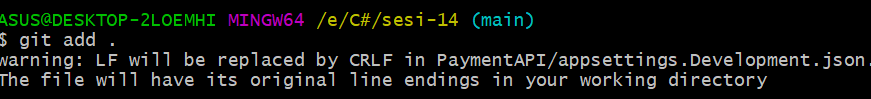 ASUS@DESKTOP-2LOEMHI MINGW64 /e/C#/sesi-14 (main)
$ git add .
warning: LF will be replaced by CRLF in PaymentAPI/appsettings.Development.json.
The file will have its original line endings in your working directory